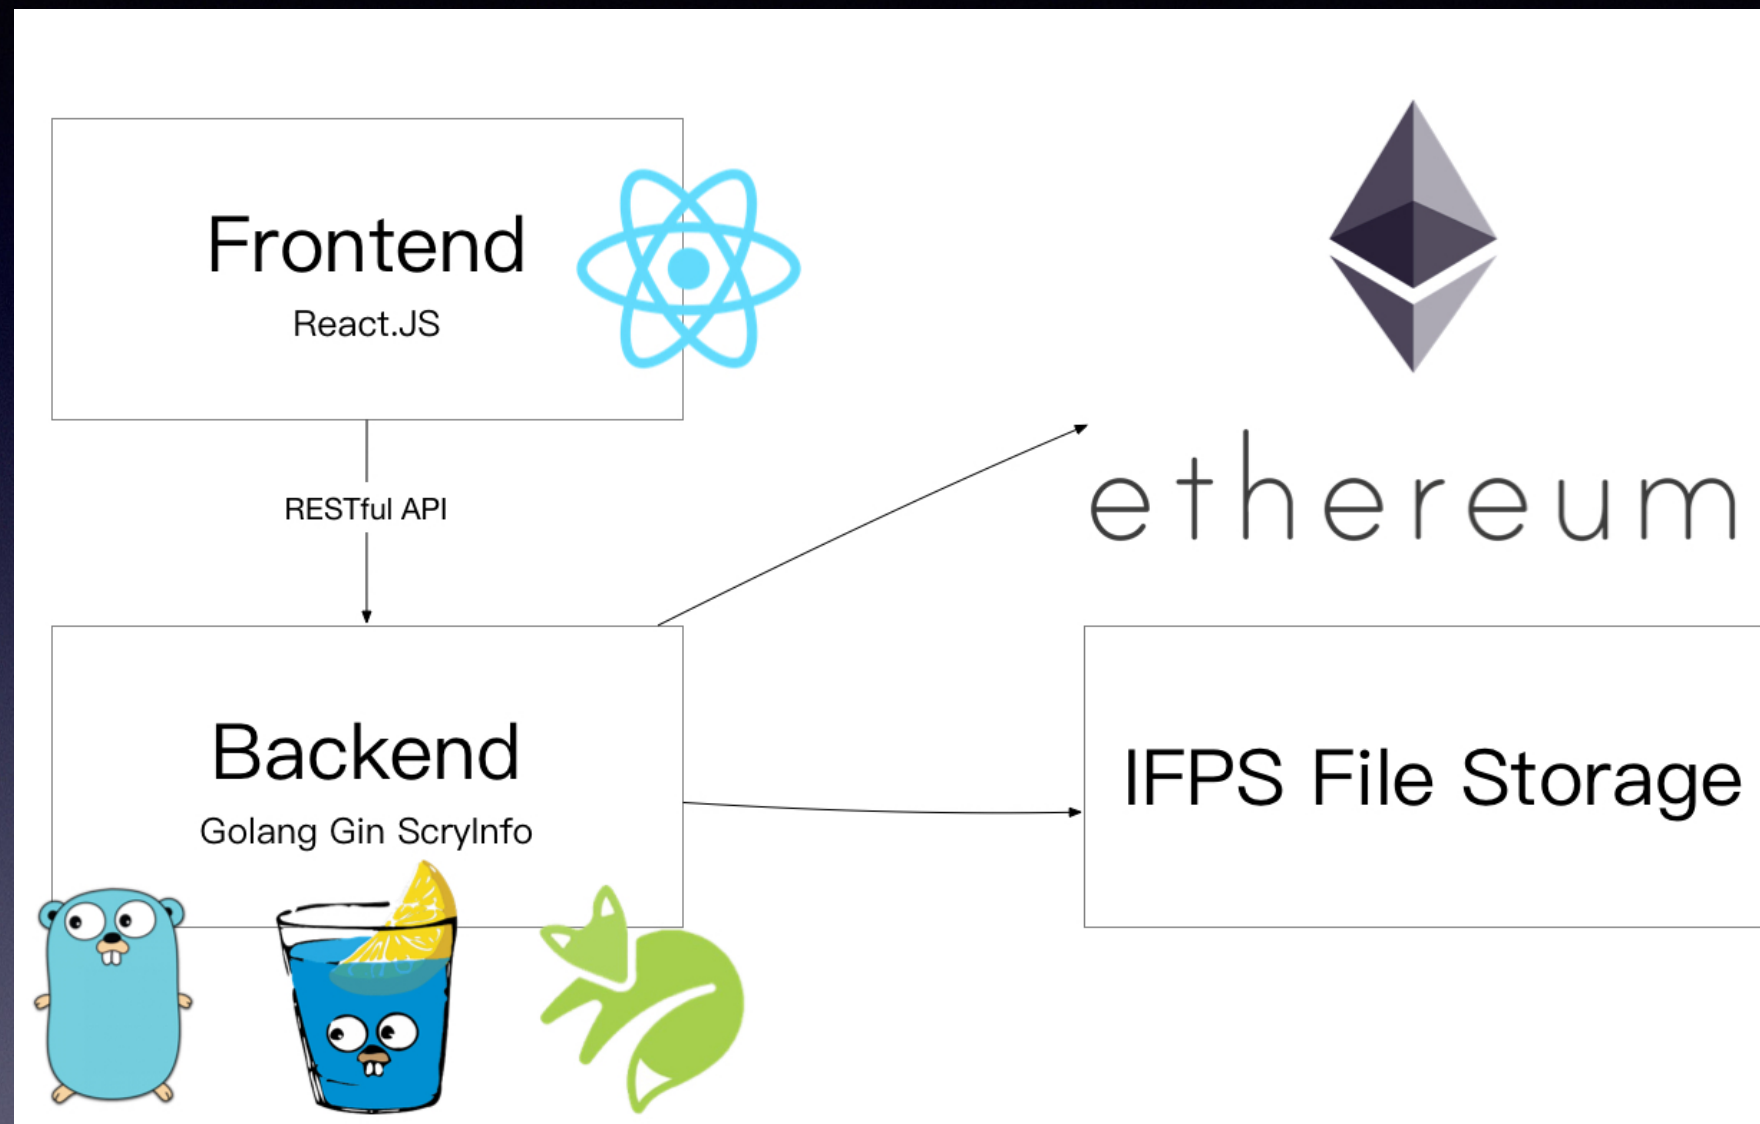 Frontend
React.JS
RESTful API
ethereum
Backend
Golang Gin ScryInfo
IFPS File Storage